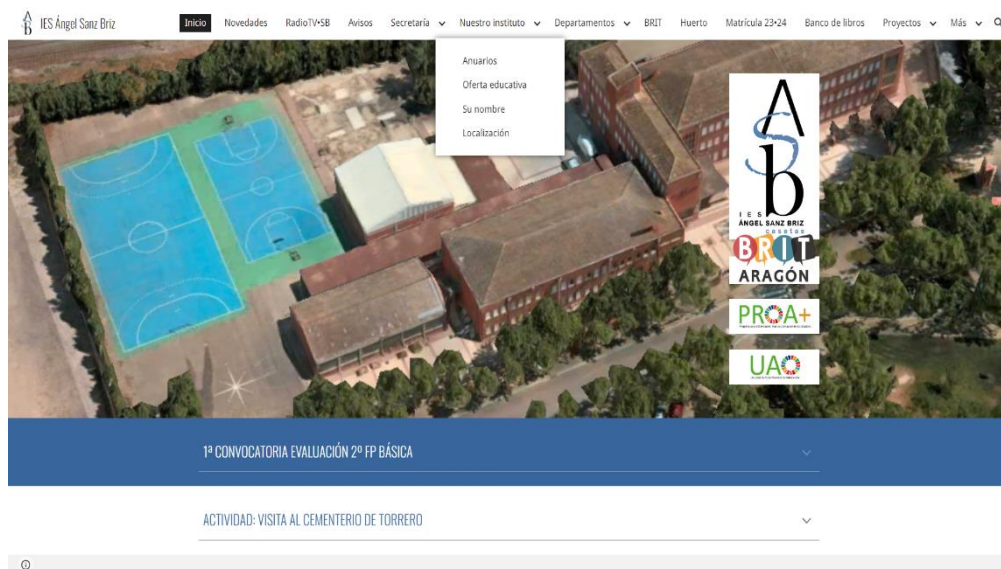 IES Ángel Sanz Briz
Inicio Novedades RadioTV•SB Avisos Secretaría Nuestro instituto Departamentos BRIT Huerto Matrícula 23•24 Banco de libros Proyectos Más
Anuarios
Oferta educativa
Su nombre
Localización
ASb
IES
ÁNGEL SANZ BRIZ
casetas
BRIT
ARAGÓN
PROA+
UAO
1ª CONVOCATORIA EVALUACIÓN 2º FP BÁSICA
ACTIVIDAD: VISITA AL CEMENTERIO DE TORRERO